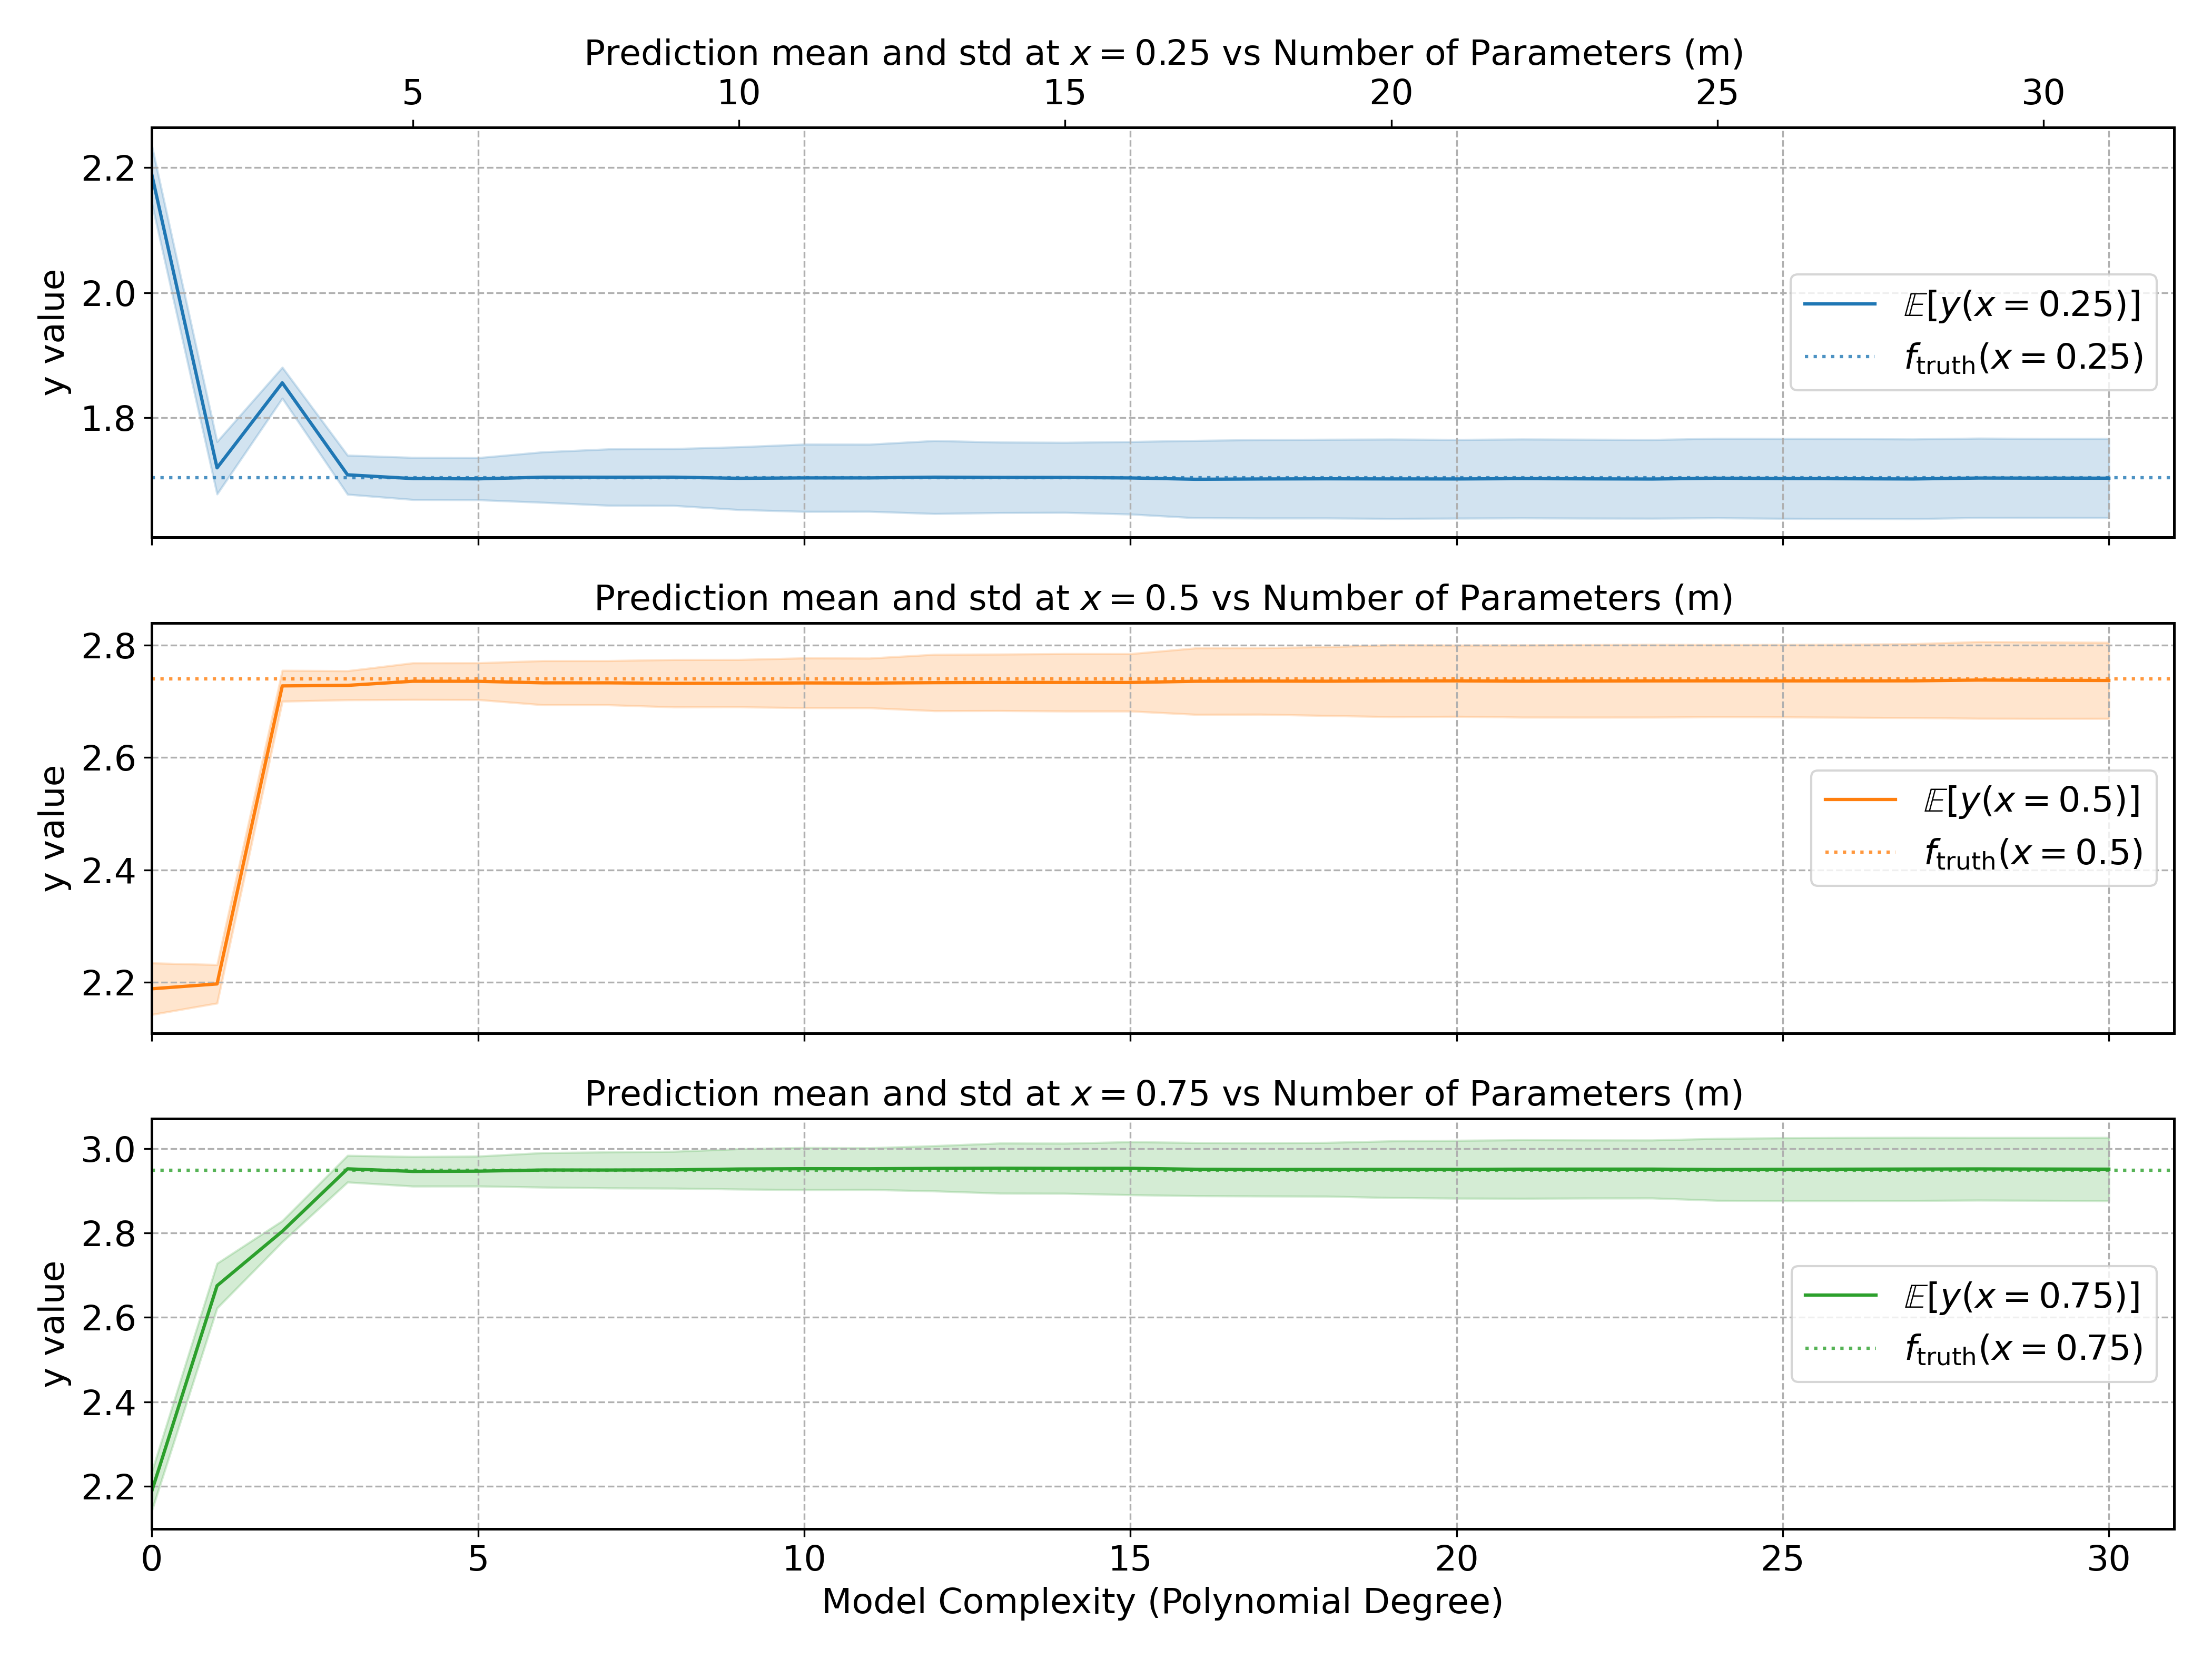 Prediction mean and std at x = 0.25 vs Number of Parameters (m)
5 10 15 20 25 30
2.2
2.0
1.8
y value
𝔼[y(x = 0.25)]
f_truth(x = 0.25)
Prediction mean and std at x = 0.5 vs Number of Parameters (m)
2.8
2.6
2.4
2.2
y value
𝔼[y(x = 0.5)]
f_truth(x = 0.5)
Prediction mean and std at x = 0.75 vs Number of Parameters (m)
3.0
2.8
2.6
2.4
2.2
y value
𝔼[y(x = 0.75)]
f_truth(x = 0.75)
0 5 10 15 20 25 30
Model Complexity (Polynomial Degree)